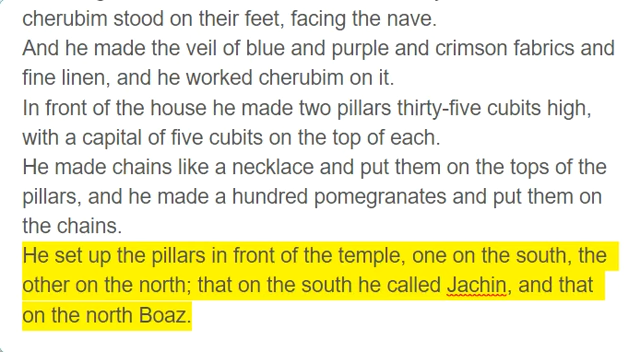 cherubim stood on their feet, facing the nave.
And he made the veil of blue and purple and crimson fabrics and
fine linen, and he worked cherubim on it.
In front of the house he made two pillars thirty-five cubits high,
with a capital of five cubits on the top of each.
He made chains like a necklace and put them on the tops of the
pillars, and he made a hundred pomegranates and put them on
the chains.
He set up the pillars in front of the temple, one on the south, the
other on the north; that on the south he called Jachin, and that
on the north Boaz.